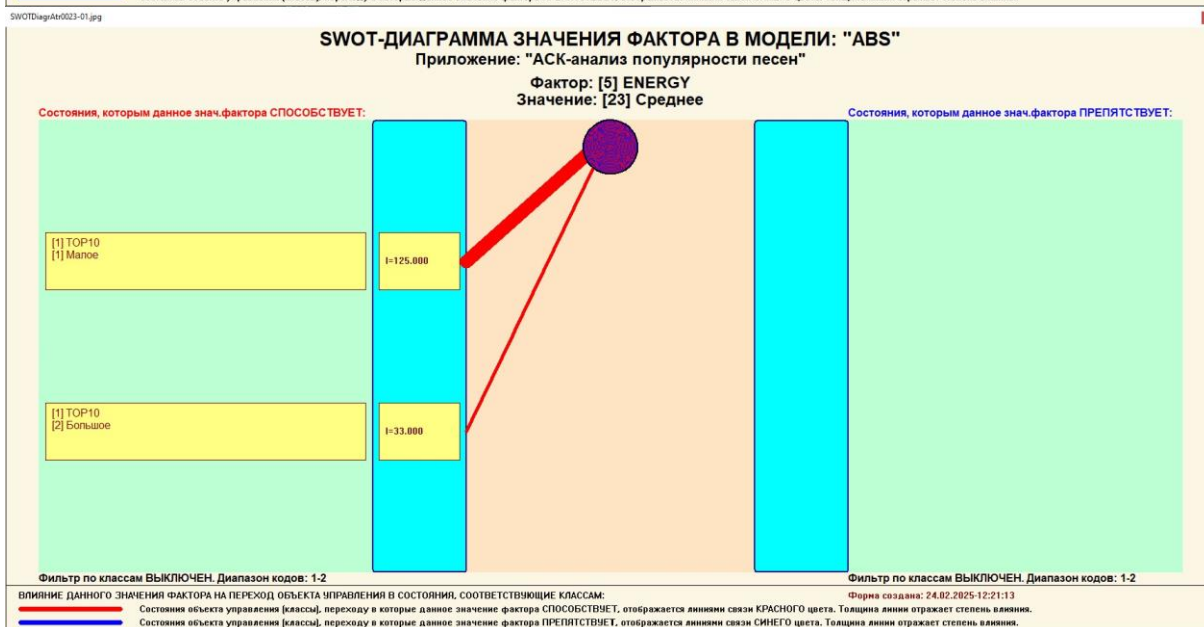 SWOTDiagrAtr0023-01.jpg
SWOT-ДИАГРАММА ЗНАЧЕНИЯ ФАКТОРА В МОДЕЛИ: "ABS"
Приложение: "АСК-анализ популярности песен"
Фактор: [5] ENERGY
Значение: [23] Среднее
Состояния, которым данное знач.фактора СПОСОБСТВУЕТ:
Состояния, которым данное знач.фактора ПРЕПЯТСТВУЕТ:
[1] TOP10
[1] Малое
I=125.000
[1] TOP10
[2] Большое
I=33.000
Фильтр по классам ВЫКЛЮЧЕН. Диапазон кодов: 1-2
Фильтр по классам ВЫКЛЮЧЕН. Диапазон кодов: 1-2
ВЛИЯНИЕ ДАННОГО ЗНАЧЕНИЯ ФАКТОРА НА ПЕРЕХОД ОБЪЕКТА УПРАВЛЕНИЯ В СОСТОЯНИЯ, СООТВЕТСТВУЮЩИЕ КЛАССАМ:
Форма создана: 24.02.2025-12:21:13
Состояния объекта управления (классы), переходу в которые данное значение фактора СПОСОБСТВУЕТ, отображается линиями связи КРАСНОГО цвета. Толщина линии отражает степень влияния.
Состояния объекта управления (классы), переходу в которые данное значение фактора ПРЕПЯТСТВУЕТ, отображается линиями связи СИНЕГО цвета. Толщина линии отражает степень влияния.